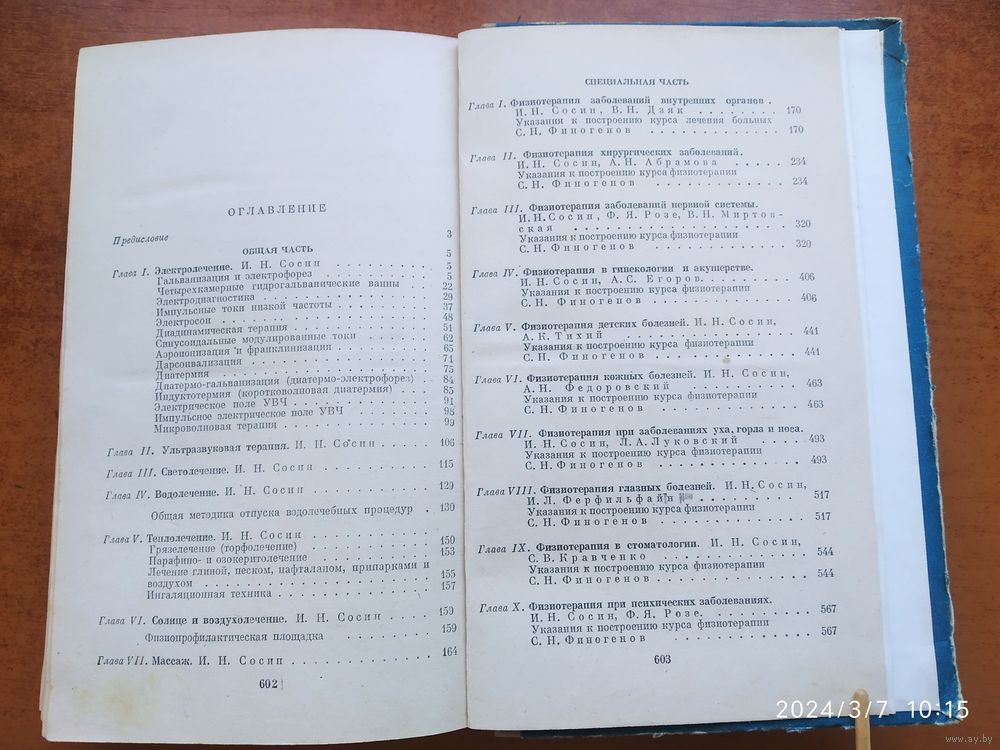 ОГЛАВЛЕНИЕ
Предисловие 3
ОБЩАЯ ЧАСТЬ 5
Глава I. Электролечение. И. Н. Сосин . . . . . . . 5
Гальванизация и электрофорез . . . . . . . 5
Четырехкамерные гидрогальванические ванны . . 22
Электродиагностика . . . . . . . 29
Импульсные токи низкой частоты . . . . . . . 37
Электросон . . . . . . . 48
Диадинамическая терапия . . . . . . . 51
Синусоидальные модулированные токи . . . . . 62
Аэроионизация и франклинизация . . . . . . . 65
Дарсонвализация . . . . . . . 71
Диатермия . . . . . . . 75
Диатермо-гальванизация (диатермо-электрофорез) . . 84
Индуктотермия (коротковолновая диатермия) . . . 85
Электрическое поле УВЧ . . . . . . . 91
Импульсное электрическое поле УВЧ . . . . . . . 98
Микроволновая терапия . . . . . . . 99
Глава II. Ультразвуковая терапия. И. Н. Сосин . . . . . 106
Глава III. Светолечение. И. Н. Сосин . . . . . . . 115
Глава IV. Водолечение. И. Н. Сосин . . . . . . . 129
Общая методика отпуска водолечебных процедур . 130
Глава V. Теплолечение. И. Н. Сосин . . . . . . . 150
Грязелечение (торфолечение) . . . . . . . 153
Парафино- и озокеритолечение . . . . . . .
Лечение глиной, песком, нафталаном, припарками и
воздухом . . . . . . . 155
Ингаляционная техника . . . . . . . 157
Глава VI. Солнце и воздухолечение. И. Н. Сосин . . . 159
Физиопрофилактическая площадка . . . . . . . 159
Глава VII. Массаж. И. Н. Сосин . . . . . . . 164
602
СПЕЦИАЛЬНАЯ ЧАСТЬ
Глава I. Физиотерапия заболеваний внутренних органов.
И. Н. Сосин, В. Н. Дзяк . . . . . . . 170
Указания к построению курса лечения больных
С. Н. Финогенов . . . . . . . 170
Глава II. Физиотерапия хирургических заболеваний.
И. Н. Сосин, А. Н. Абрамова . . . . . 234
Указания к построению курса физиотерапии
С. Н. Финогенов . . . . . . . 234
Глава III. Физиотерапия заболеваний нервной системы.
И. Н. Сосин, Ф. Я. Розе, В. Н. Миртов-
ская . . . . . . . 320
Указания к построению курса физиотерапии
С. Н. Финогенов . . . . . . . 320
Глава IV. Физиотерапия в гинекологии и акушерстве.
И. Н. Сосин, А. С. Егоров . . . . . . . 406
Указания к построению курса физиотерапии
С. Н. Финогенов . . . . . . . 406
Глава V. Физиотерапия детских болезней. И. Н. Сосин,
А. К. Тихий . . . . . . . 441
Указания к построению курса физиотерапии
С. Н. Финогенов . . . . . . . 441
Глава VI. Физиотерапия кожных болезней. И. Н. Сосин,
А. Н. Федоровский . . . . . . . 463
Указания к построению курса физиотерапии
С. Н. Финогенов . . . . . . . 463
Глава VII. Физиотерапия при заболеваниях уха, горла и носа.
И. Н. Сосин, Л. А. Луковский . . . . 493
Указания к построению курса физиотерапии
С. Н. Финогенов . . . . . . . 493
Глава VIII. Физиотерапия глазных болезней. И. Н. Сосин,
И. Л. Ферфильфайн . . . . . . . 517
Указания к построению курса физиотерапии
С. Н. Финогенов . . . . . . . 517
Глава IX. Физиотерапия в стоматологии. И. Н. Сосин,
С. В. Кравченко . . . . . . . 544
Указания к построению курса физиотерапии
С. Н. Финогенов . . . . . . . 544
Глава X. Физиотерапия при психических заболеваниях.
И. Н. Сосин, Ф. Я. Розе . . . . . . . 567
Указания к построению курса физиотерапии
С. Н. Финогенов . . . . . . . 567
603
2024/3/7 10:15
www.ay.by